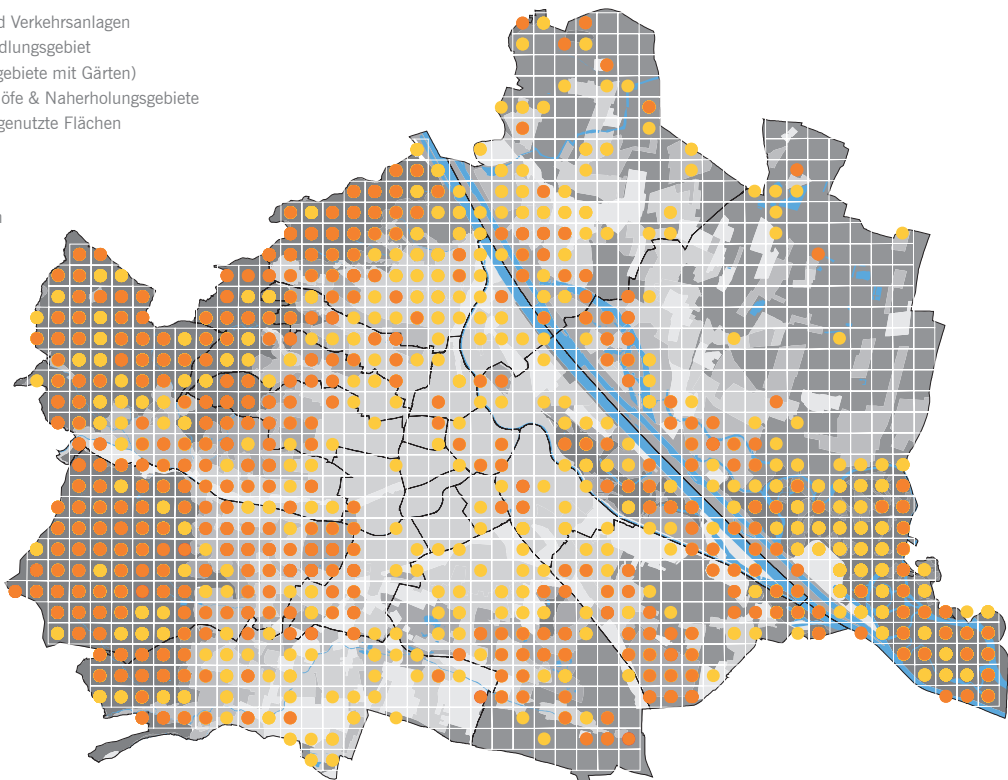 d Verkehrsanlagen
dlungsgebiet
gebiete mit Gärten)
öfe & Naherholungsgebiete
genutzte Flächen
n